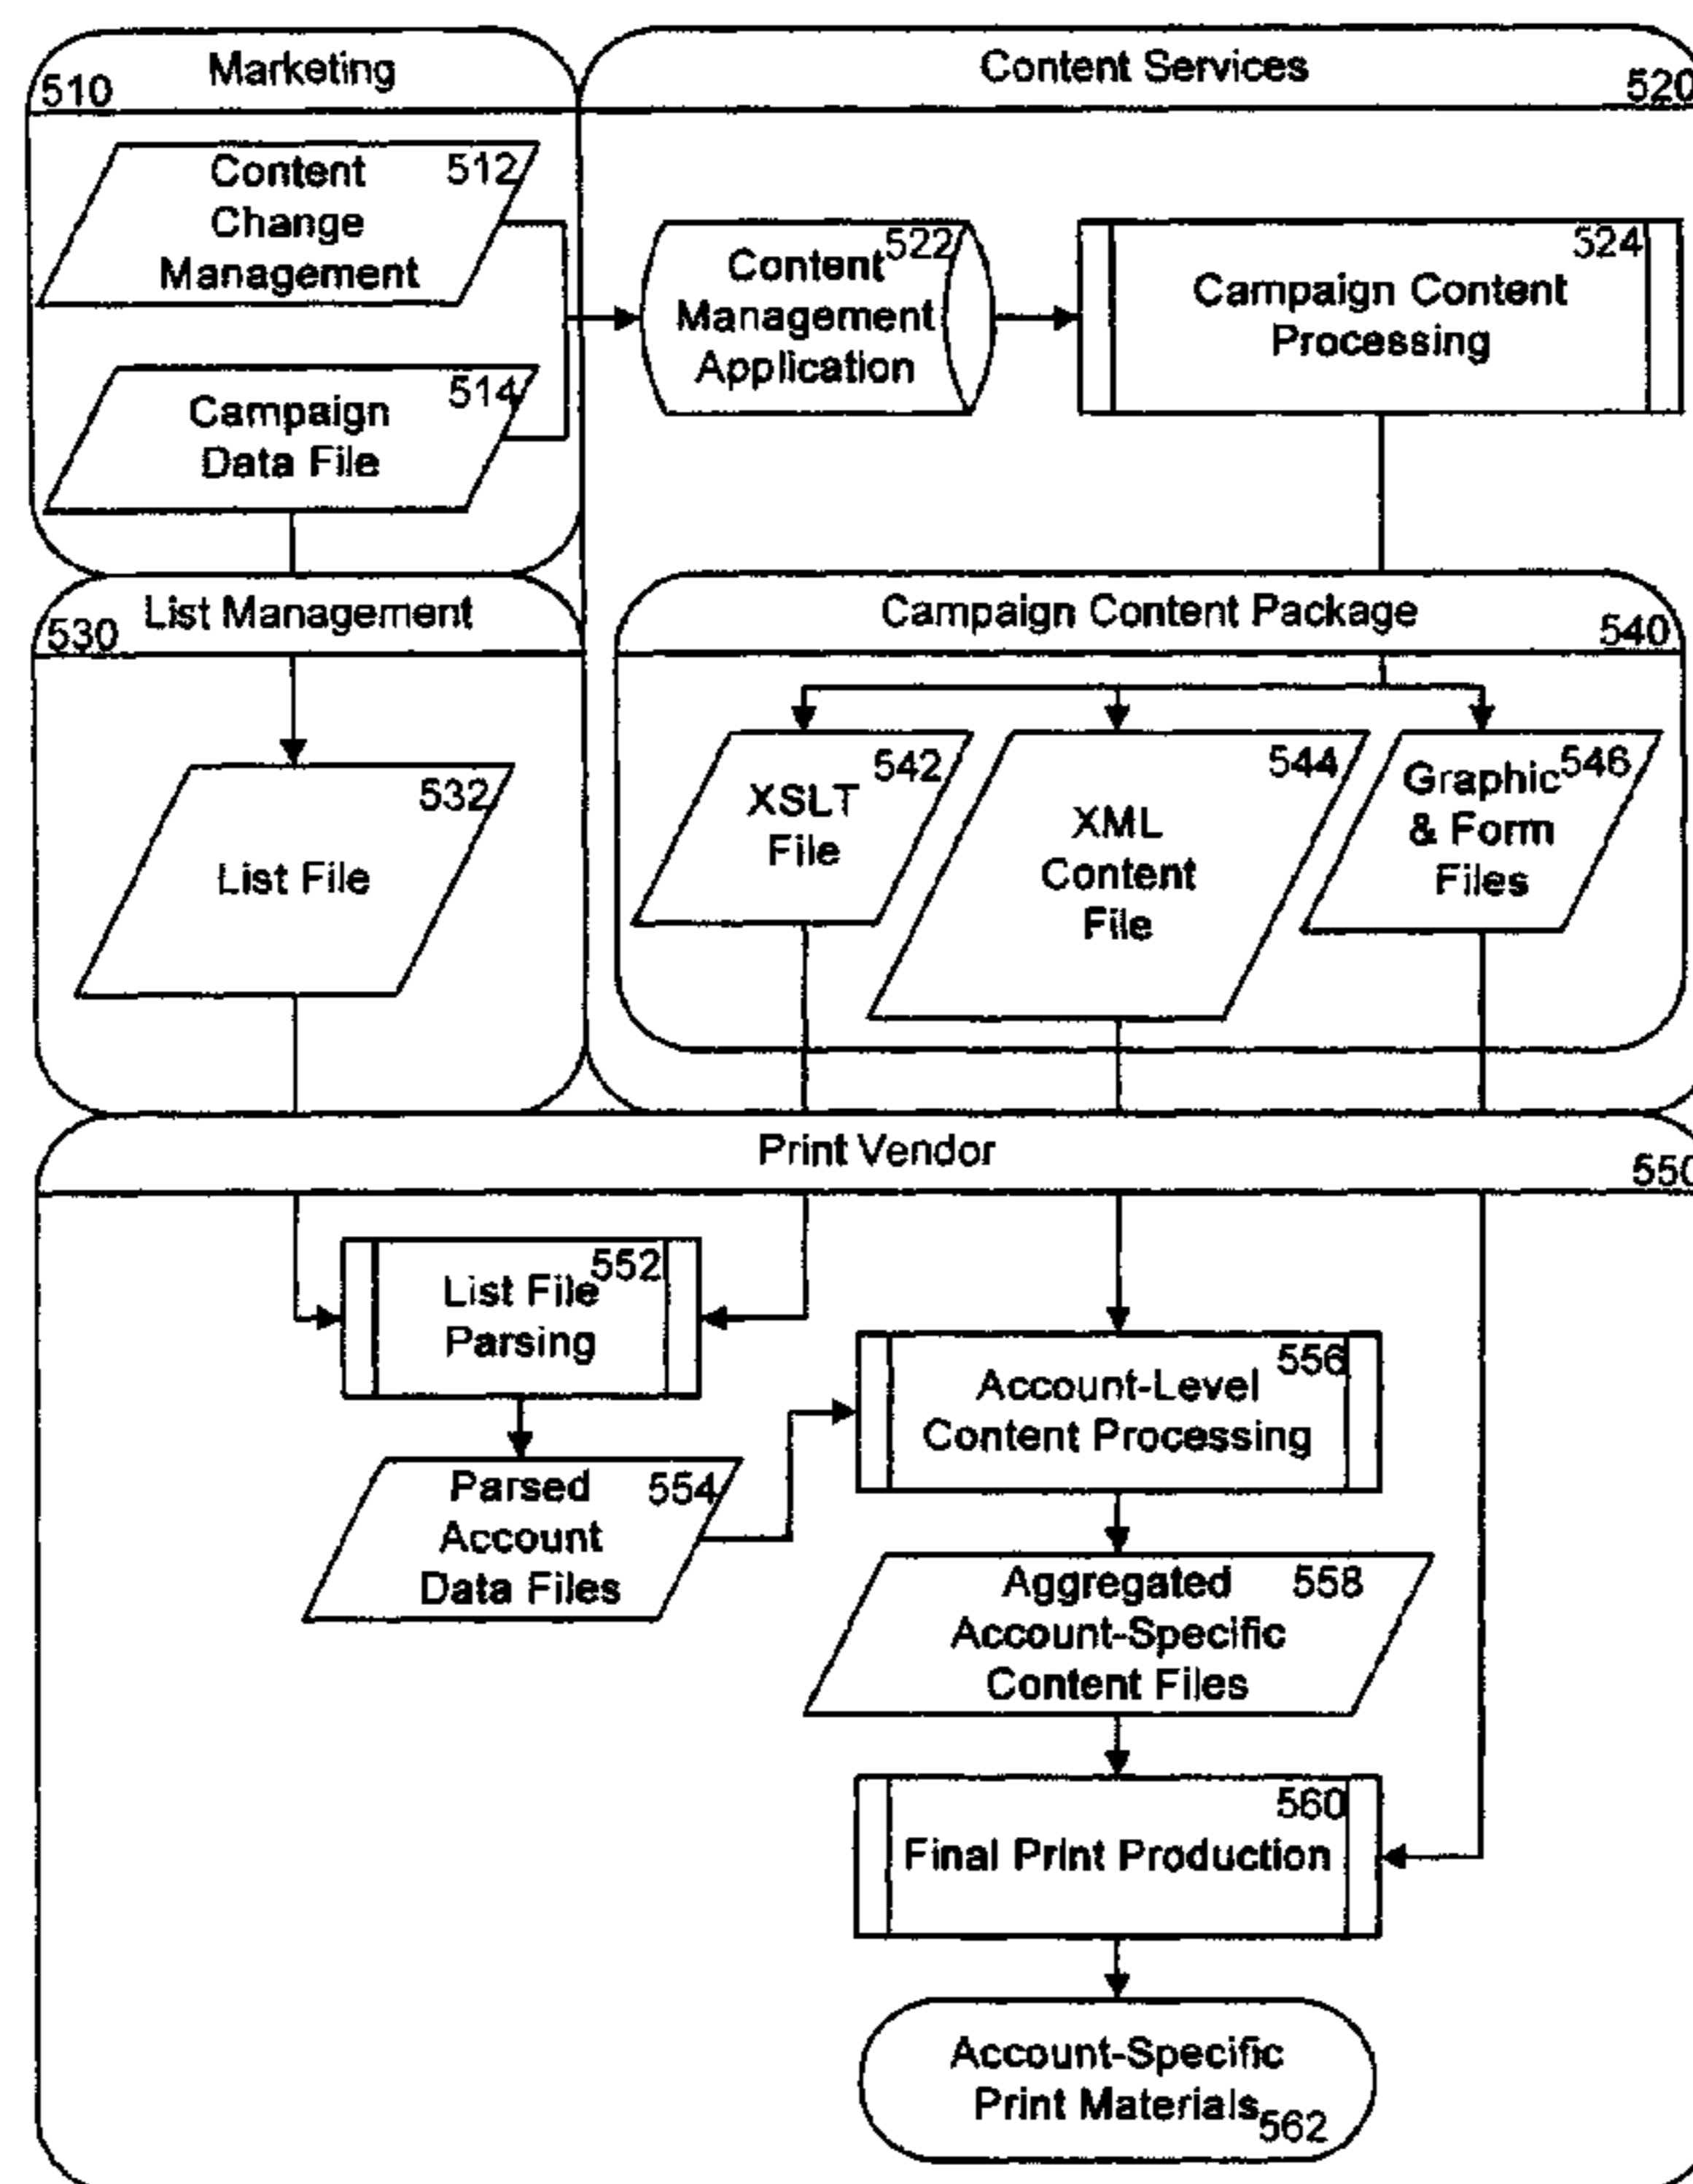 Marketing
510
Content Services
520
Content
Change
Management
512
Campaign
Data File
514
Content
Management
Application
522
Campaign Content
Processing
524
List Management
530
List File
532
Campaign Content Package
540
XSLT
File
542
XML
Content
File
544
Graphic
& Form
Files
546
Print Vendor
550
List File
Parsing
552
Parsed
Account
Data Files
554
Account-Level
Content Processing
556
Aggregated
Account-Specific
Content Files
558
Final Print Production
560
Account-Specific
Print Materials
562